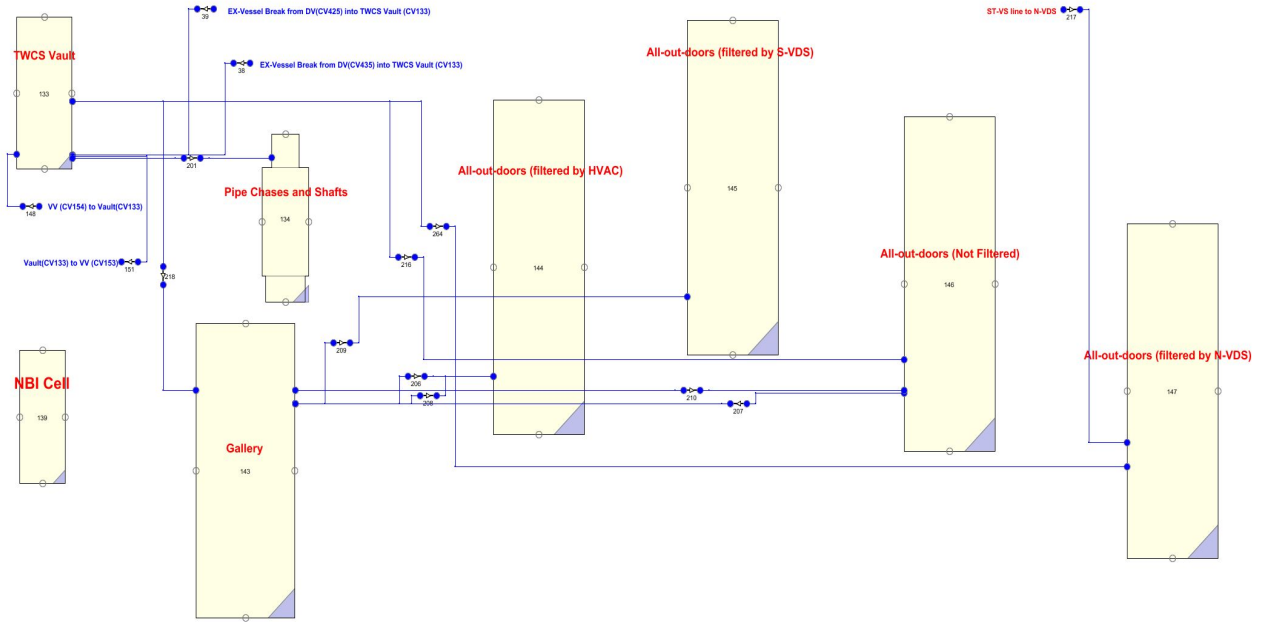 EX-Vessel Break from DV(CV425) into TWCS Vault (CV133)
39
ST-VS line to N-VDS
217
TWCS Vault
133
EX-Vessel Break from DV(CV435) into TWCS Vault (CV133)
38
All-out-doors (filtered by S-VDS)
145
201
Pipe Chases and Shafts
134
All-out-doors (filtered by HVAC)
144
148
VV (CV154) to Vault(CV133)
264
Vault(CV133) to VV (CV153)
151
218
216
All-out-doors (Not Filtered)
146
209
All-out-doors (filtered by N-VDS)
147
NBI Cell
139
206
208
210
207
Gallery
143